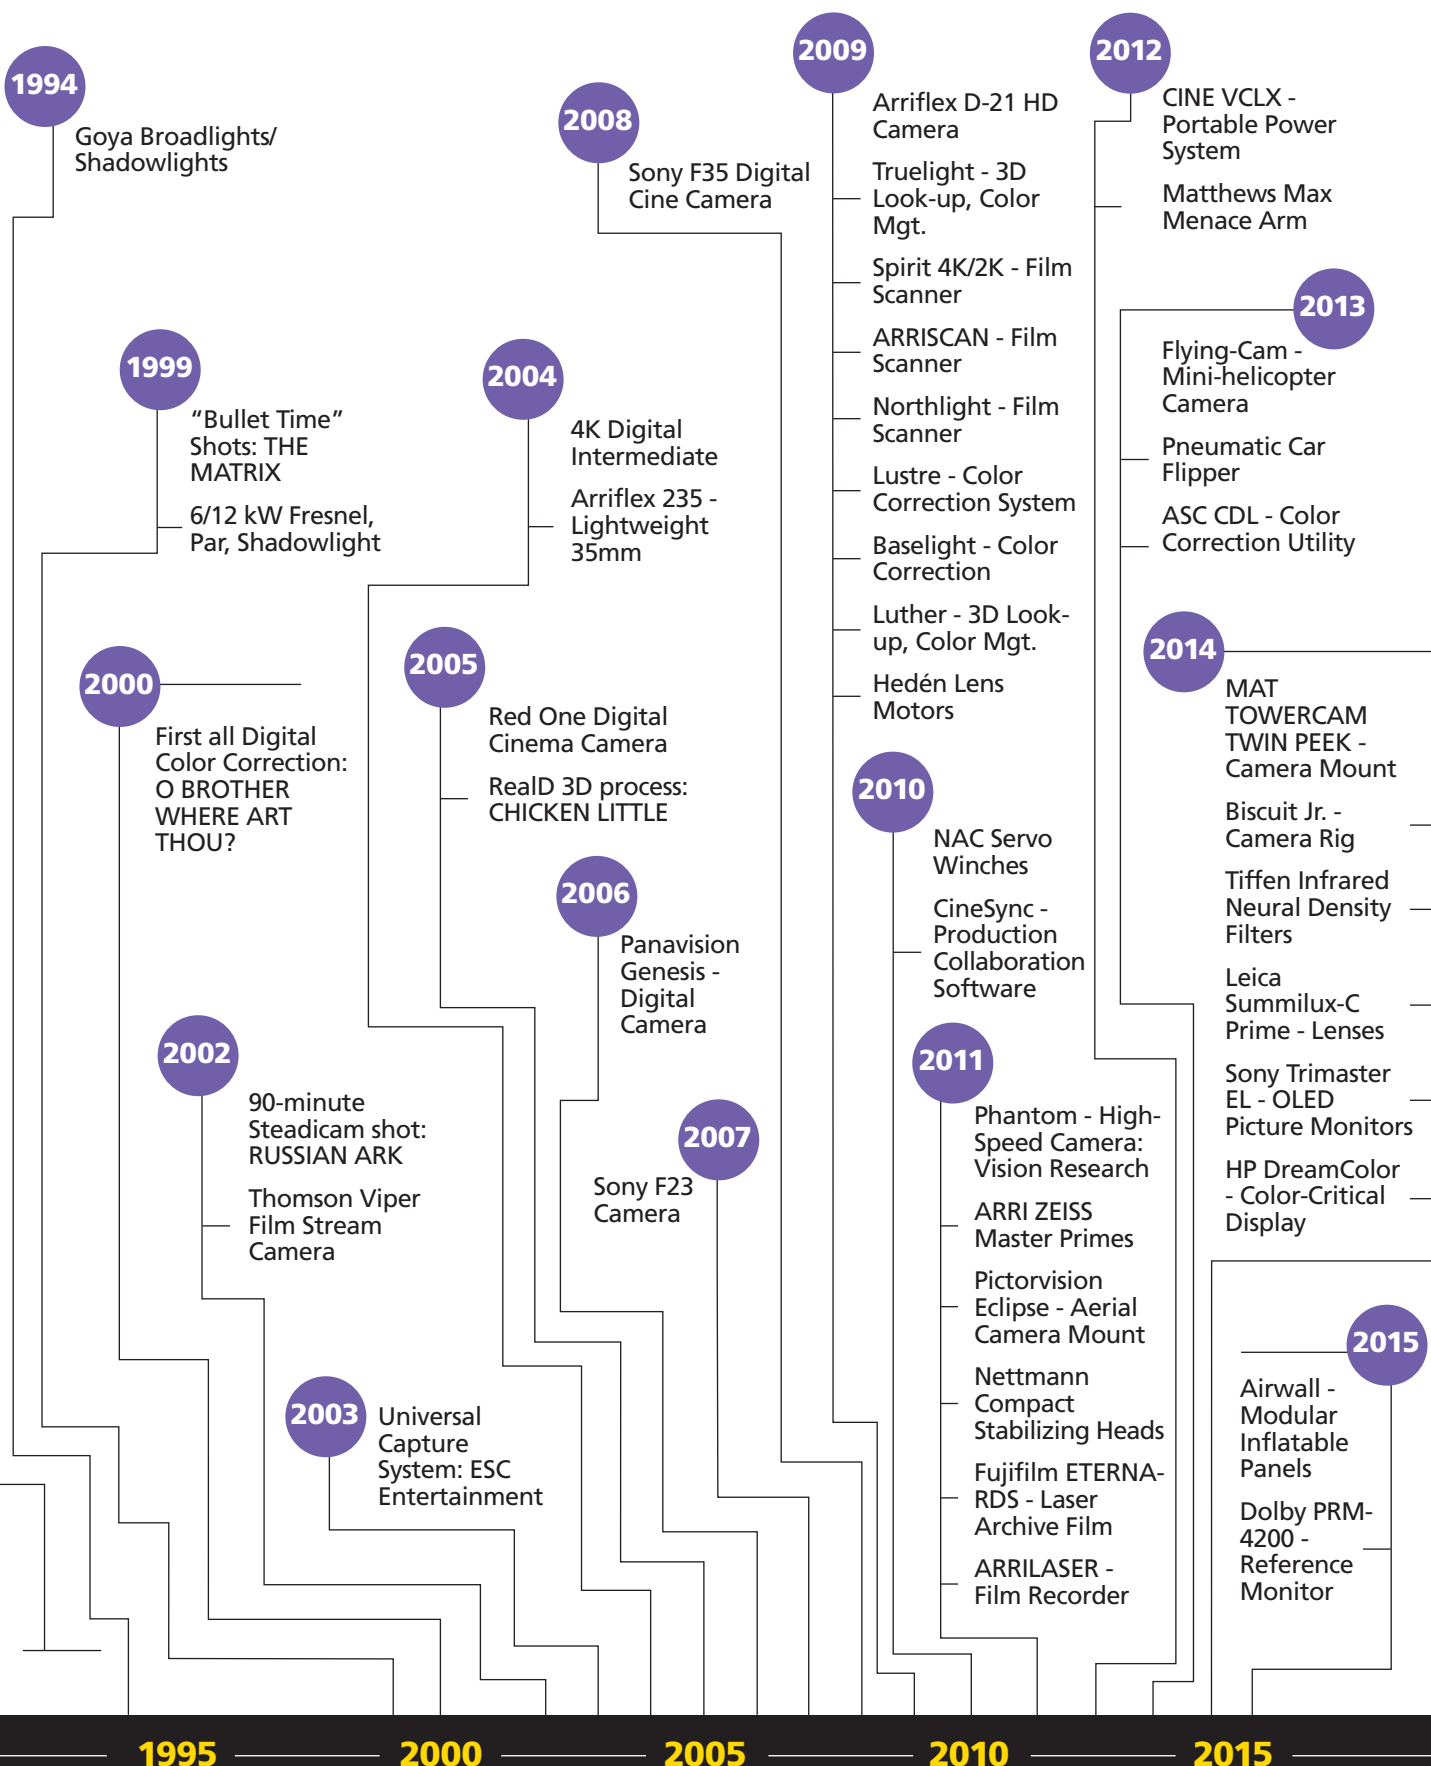 1994
Goya Broadlights/
Shadowlights
1999
“Bullet Time”
Shots: THE
MATRIX
6/12 kW Fresnel,
Par, Shadowlight
2000
First all Digital
Color Correction:
O BROTHER
WHERE ART
THOU?
2002
90-minute
Steadicam shot:
RUSSIAN ARK
Thomson Viper
Film Stream
Camera
2003
Universal
Capture
System: ESC
Entertainment
2004
4K Digital
Intermediate
Arriflex 235 -
Lightweight
35mm
2005
Red One Digital
Cinema Camera
RealD 3D process:
CHICKEN LITTLE
2006
Panavision
Genesis -
Digital
Camera
2007
Sony F23
Camera
2008
Sony F35 Digital
Cine Camera
2009
Arriflex D-21 HD
Camera
Truelight - 3D
Look-up, Color
Mgt.
Spirit 4K/2K - Film
Scanner
ARRISCAN - Film
Scanner
Northlight - Film
Scanner
Lustre - Color
Correction System
Baselight - Color
Correction
Luther - 3D Look-
up, Color Mgt.
Hedén Lens
Motors
2010
NAC Servo
Winches
CineSync -
Production
Collaboration
Software
2011
Phantom - High-
Speed Camera:
Vision Research
ARRI ZEISS
Master Primes
Pictorvision
Eclipse - Aerial
Camera Mount
Nettmann
Compact
Stabilizing Heads
Fujifilm ETERNA-
RDS - Laser
Archive Film
ARRILASER -
Film Recorder
2012
CINE VCLX -
Portable Power
System
Matthews Max
Menace Arm
2013
Flying-Cam -
Mini-helicopter
Camera
Pneumatic Car
Flipper
ASC CDL - Color
Correction Utility
2014
MAT
TOWERCAM
TWIN PEEK -
Camera Mount
Biscuit Jr. -
Camera Rig
Tiffen Infrared
Neural Density
Filters
Leica
Summilux-C
Prime - Lenses
Sony Trimaster
EL - OLED
Picture Monitors
HP DreamColor
- Color-Critical
Display
2015
Airwall -
Modular
Inflatable
Panels
Dolby PRM-
4200 -
Reference
Monitor
1995
2000
2005
2010
2015